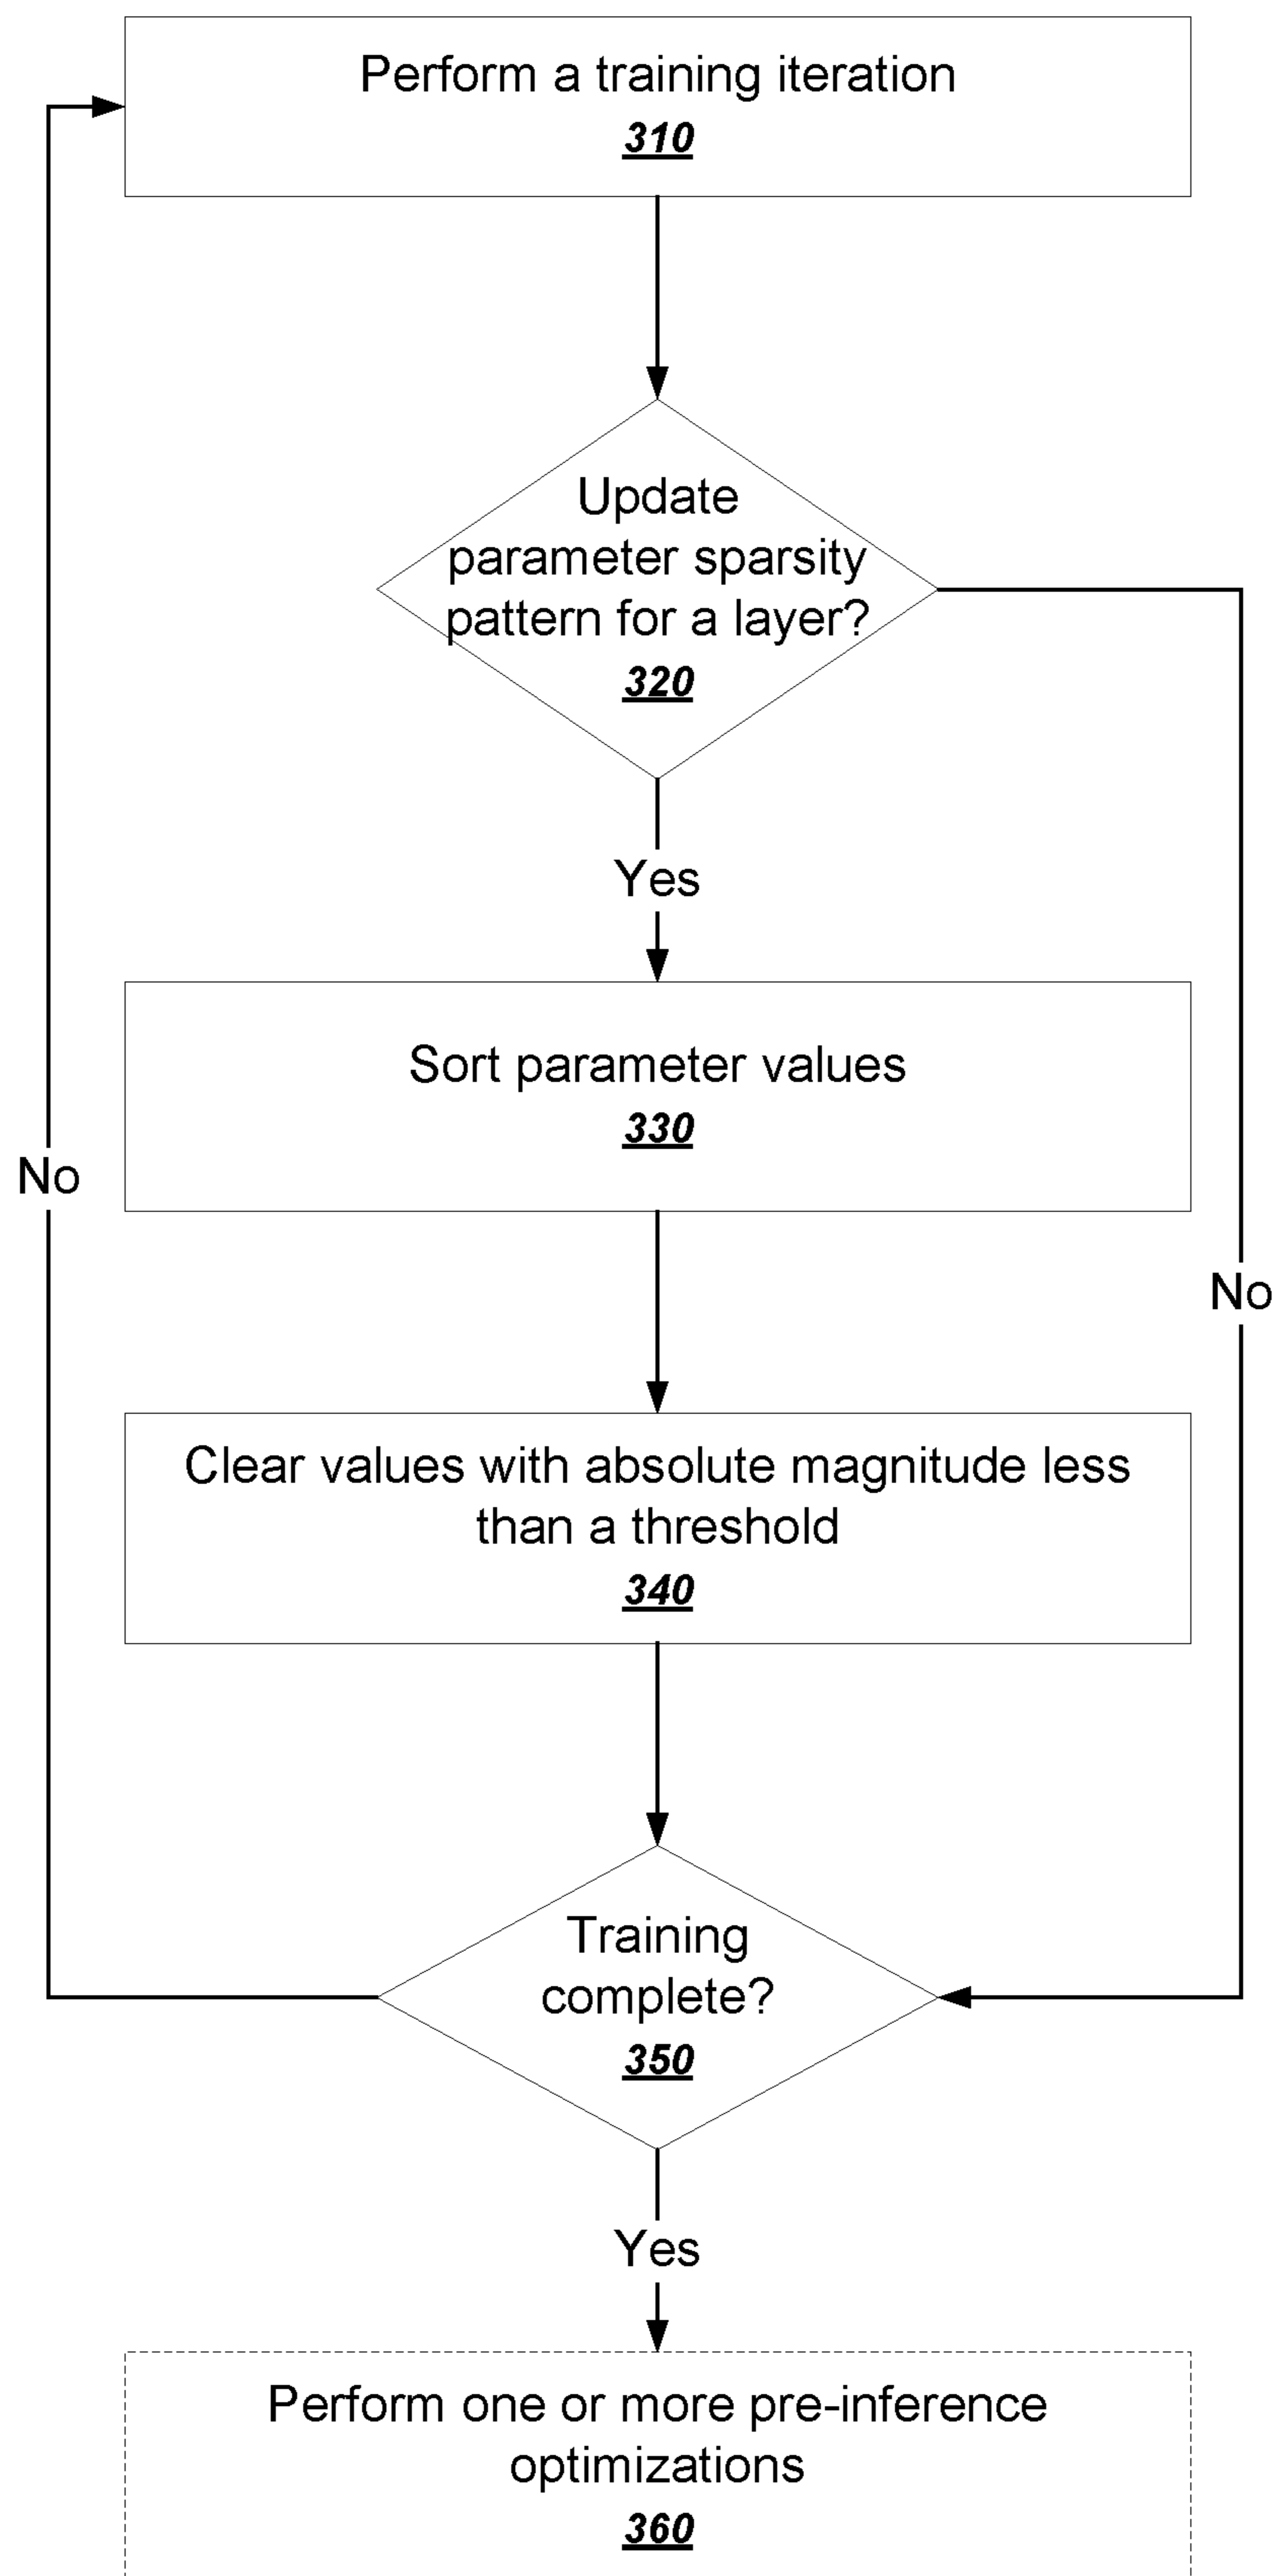 Perform a training iteration
310
Update
parameter sparsity
pattern for a layer?
320
Yes
Sort parameter values
330
No
No
Clear values with absolute magnitude less
than a threshold
340
Training
complete?
350
Yes
Perform one or more pre-inference
optimizations
360